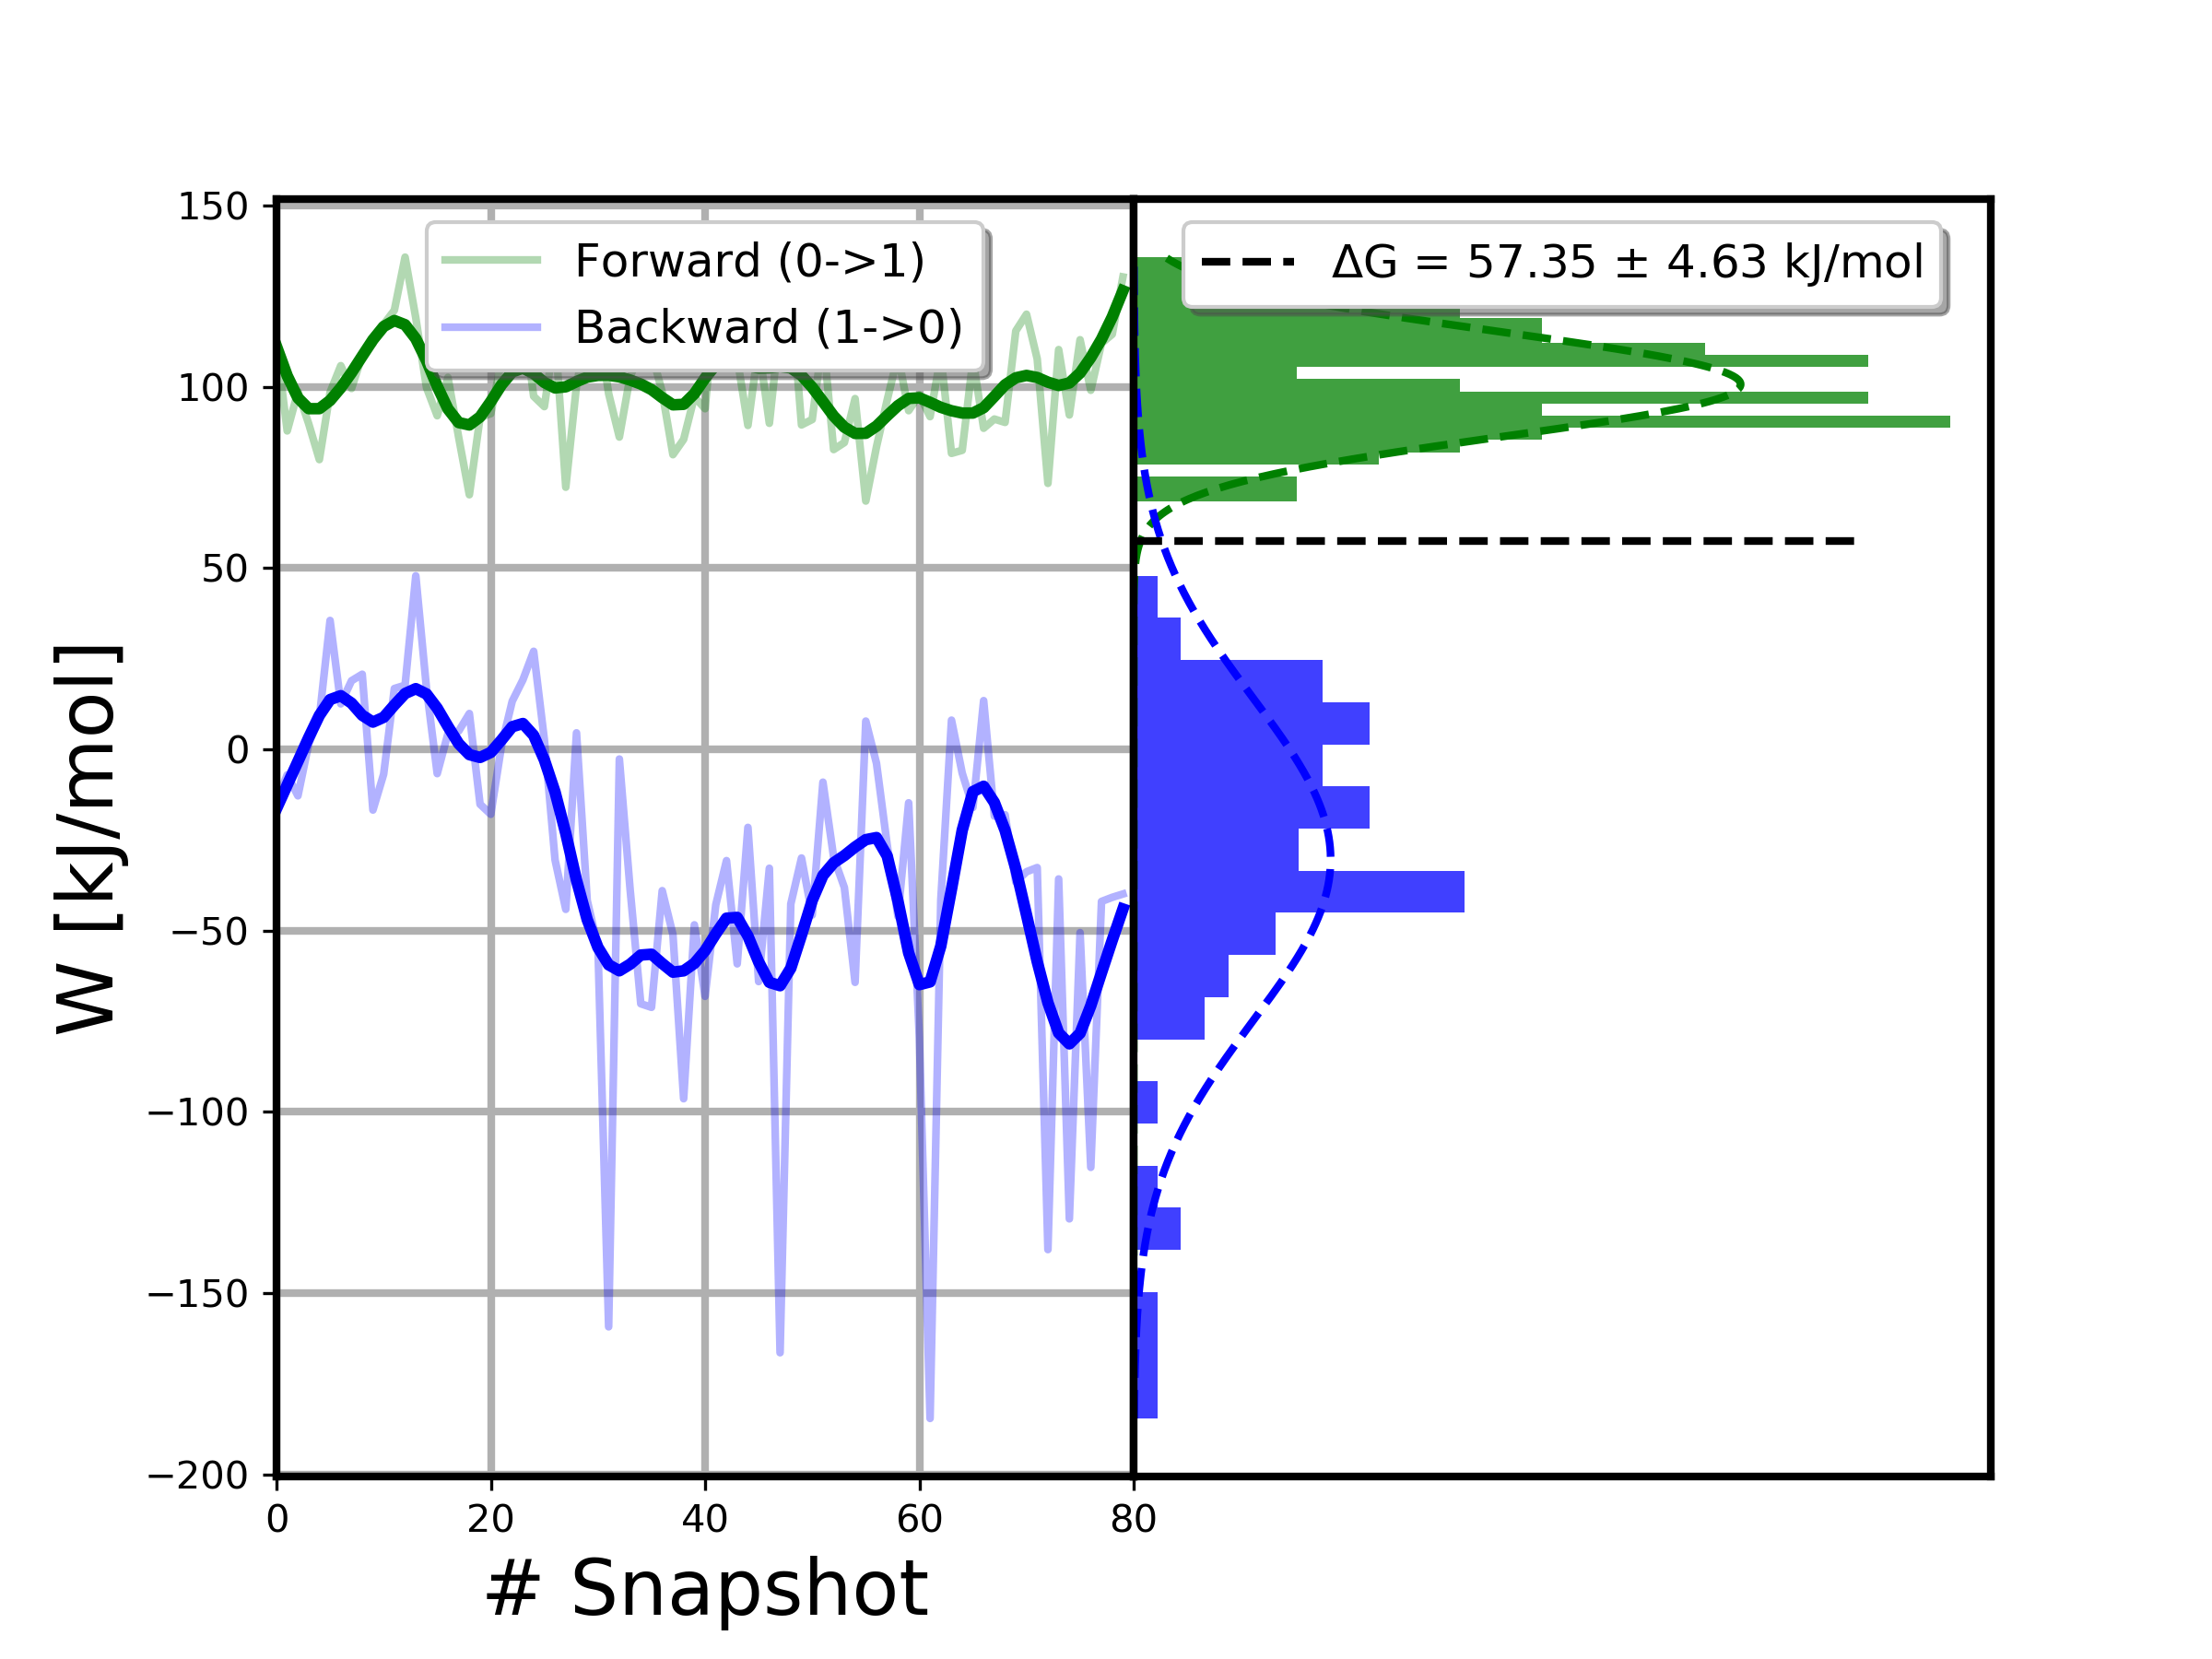 Forward (0->1)
Backward (1->0)
ΔG = 57.35 ± 4.63 kJ/mol
W [kJ/mol]
150
100
50
0
−50
−100
−150
−200
0 20 40 60 80
# Snapshot